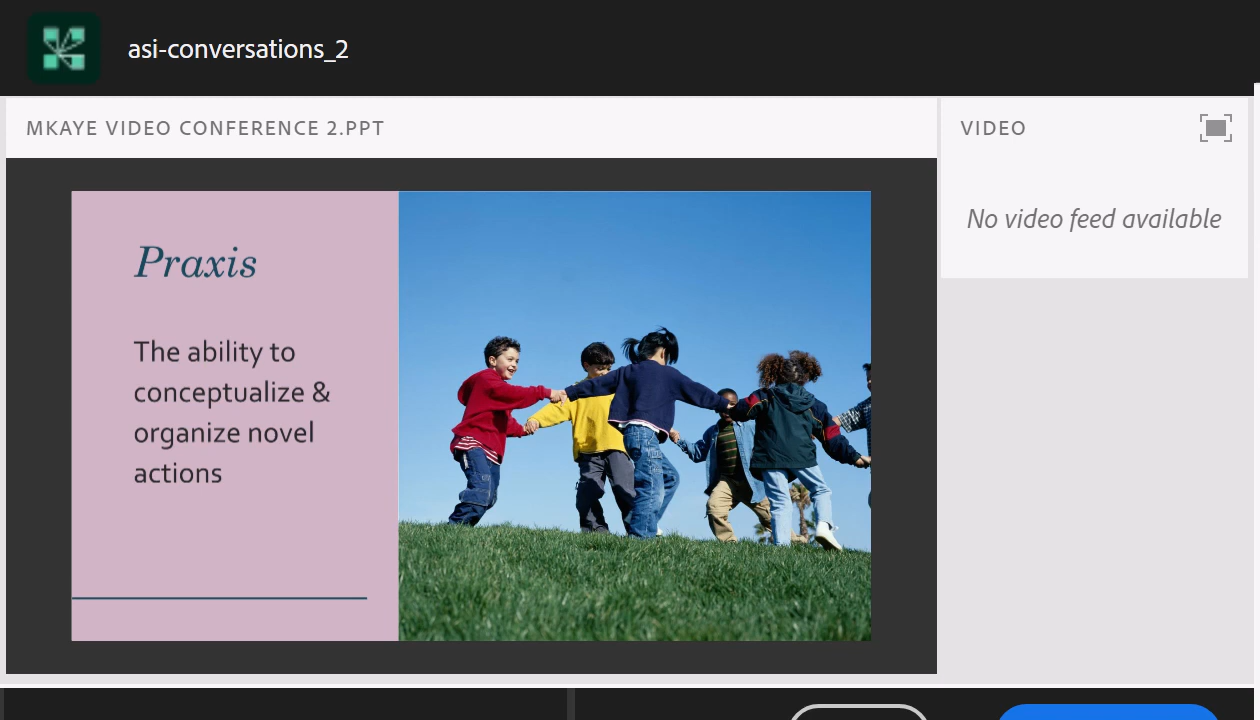 asi-conversations_2
MKAYE VIDEO CONFERENCE 2.PPT
VIDEO
No video feed available
Praxis
The ability to
conceptualize &
organize novel
actions